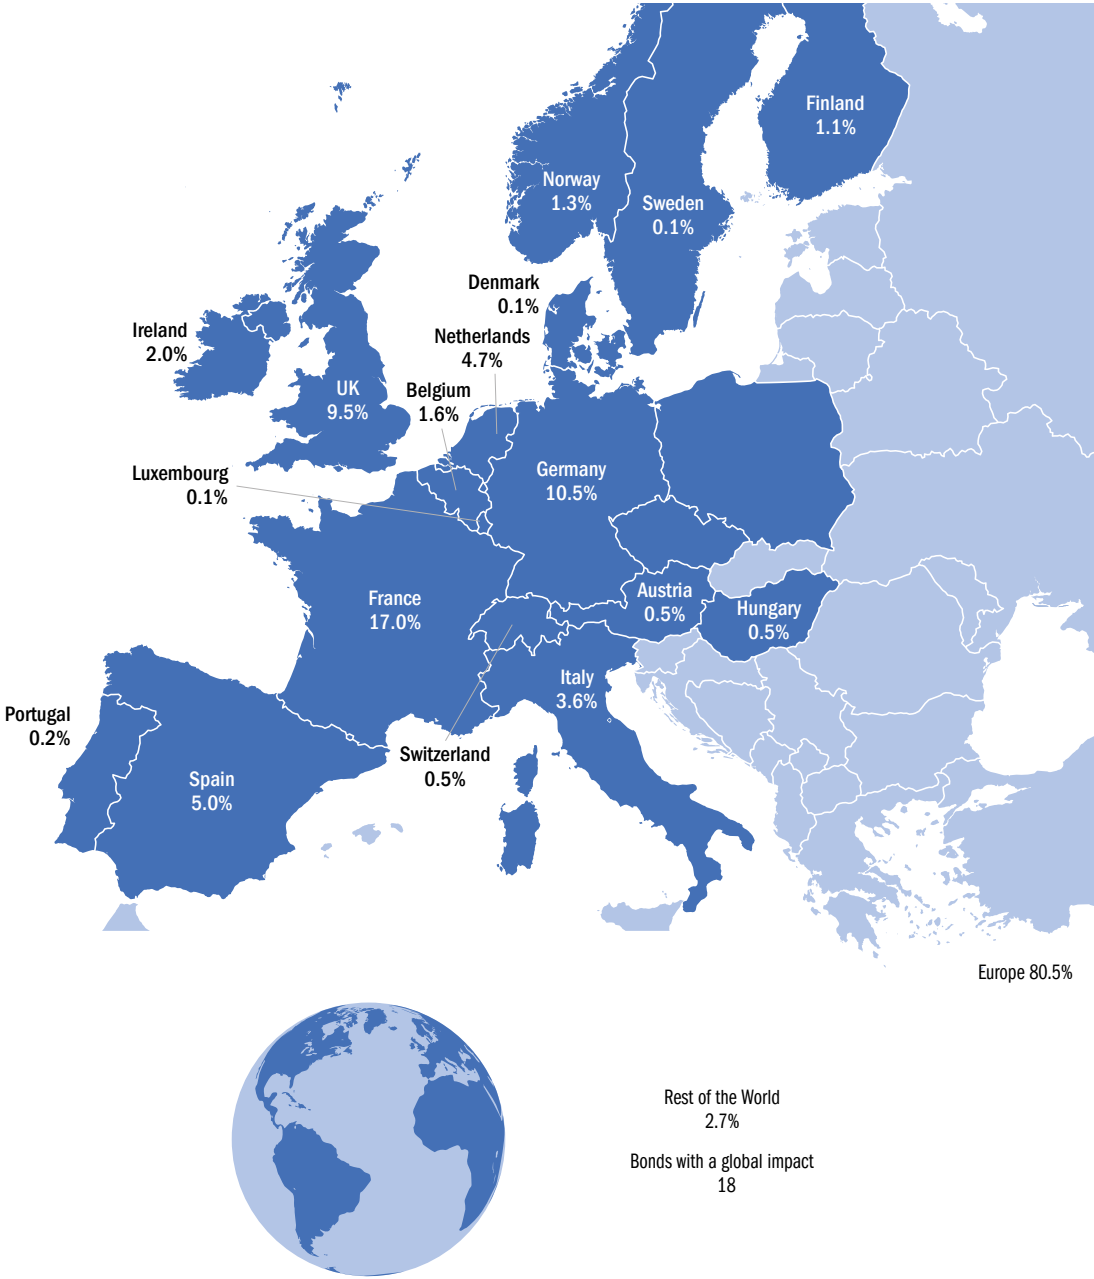 Finland
1.1%
Norway
1.3%
Sweden
0.1%
Denmark
0.1%
Ireland
2.0%
Netherlands
4.7%
UK
9.5%
Belgium
1.6%
Luxembourg
0.1%
Germany
10.5%
France
17.0%
Austria
0.5%
Hungary
0.5%
Italy
3.6%
Portugal
0.2%
Switzerland
0.5%
Spain
5.0%
Europe 80.5%
Rest of the World
2.7%
Bonds with a global impact
18